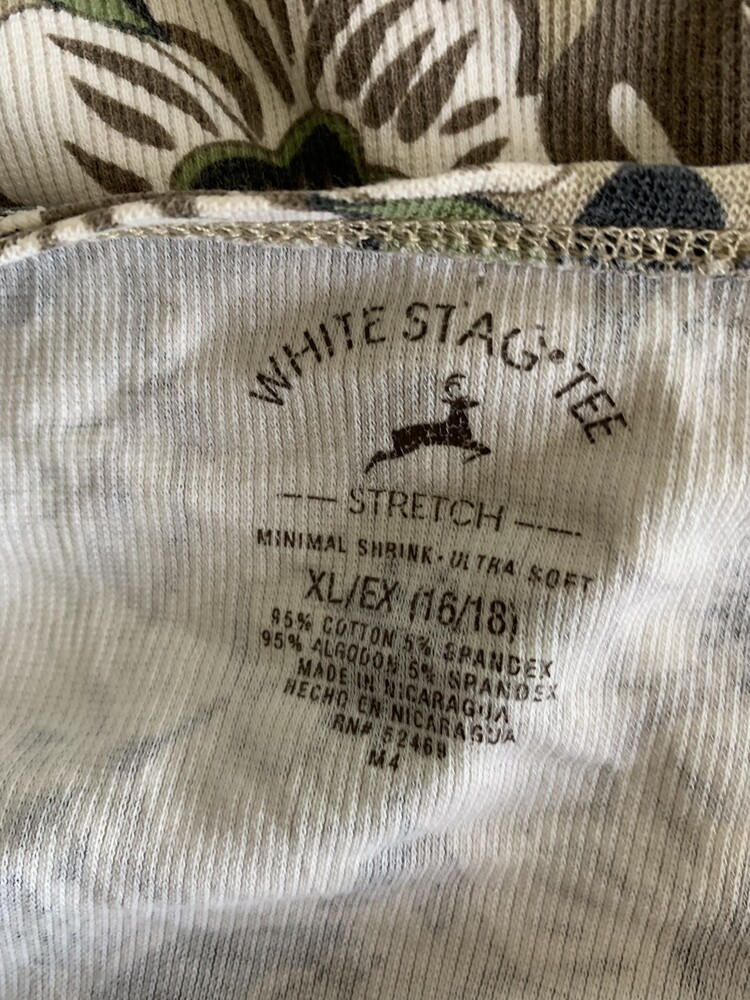 WHITE STAG•TEE
STRETCH
MINIMAL SHRINK•ULTRA SOFT
XL/EX (16/18)
95% COTTON 5% SPANDEX
95% ALGODON 5% SPANDEX
MADE IN NICARAGUA
HECHO EN NICARAGUA
RN# 52469
M4